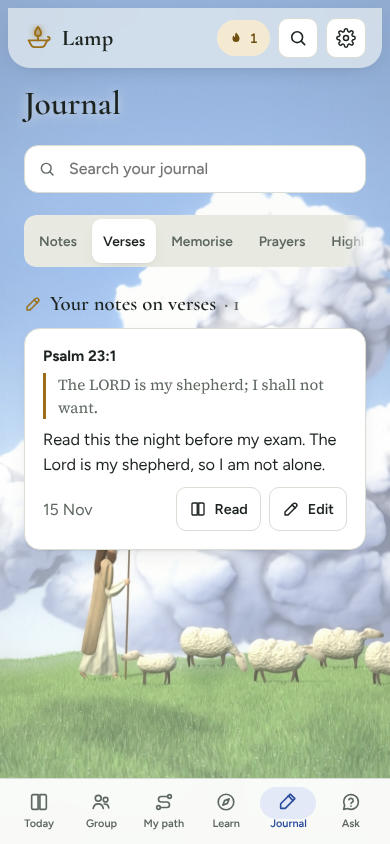 Lamp
1
Journal
Search your journal
Notes
Verses
Memorise
Prayers
Highl
Your notes on verses · 1
Psalm 23:1
The LORD is my shepherd; I shall not
want.
Read this the night before my exam. The
Lord is my shepherd, so I am not alone.
15 Nov
Read
Edit
Today
Group
My path
Learn
Journal
Ask